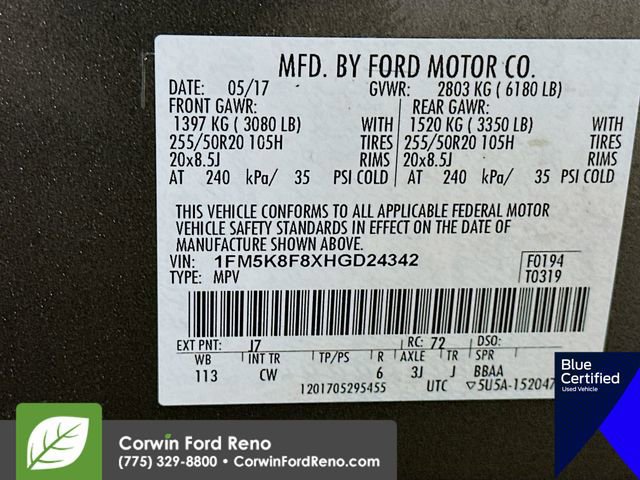 MFD. BY FORD MOTOR CO.
DATE: 05/17 GVWR: 2803 KG ( 6180 LB)
FRONT GAWR: REAR GAWR:
1397 KG ( 3080 LB) WITH 1520 KG ( 3350 LB) WITH
255/50R20 105H TIRES 255/50R20 105H TIRES
20x8.5J RIMS 20x8.5J RIMS
AT 240 kPa/ 35 PSI COLD AT 240 kPa/ 35 PSI COLD
THIS VEHICLE CONFORMS TO ALL APPLICABLE FEDERAL MOTOR
VEHICLE SAFETY STANDARDS IN EFFECT ON THE DATE OF
MANUFACTURE SHOWN ABOVE.
VIN: 1FM5K8F8XHGD24342 F0194
TYPE: MPV T0319
EXT PNT: J7 RC: 72 DSO:
WB INT TR TP/PS R AXLE TR SPR
113 CW 6 3J J BBAA
1201705295455 UTC ▽5U5A-152047
Blue
Certified
Used Vehicle
Corwin Ford Reno
(775) 329-8800 • CorwinFordReno.com